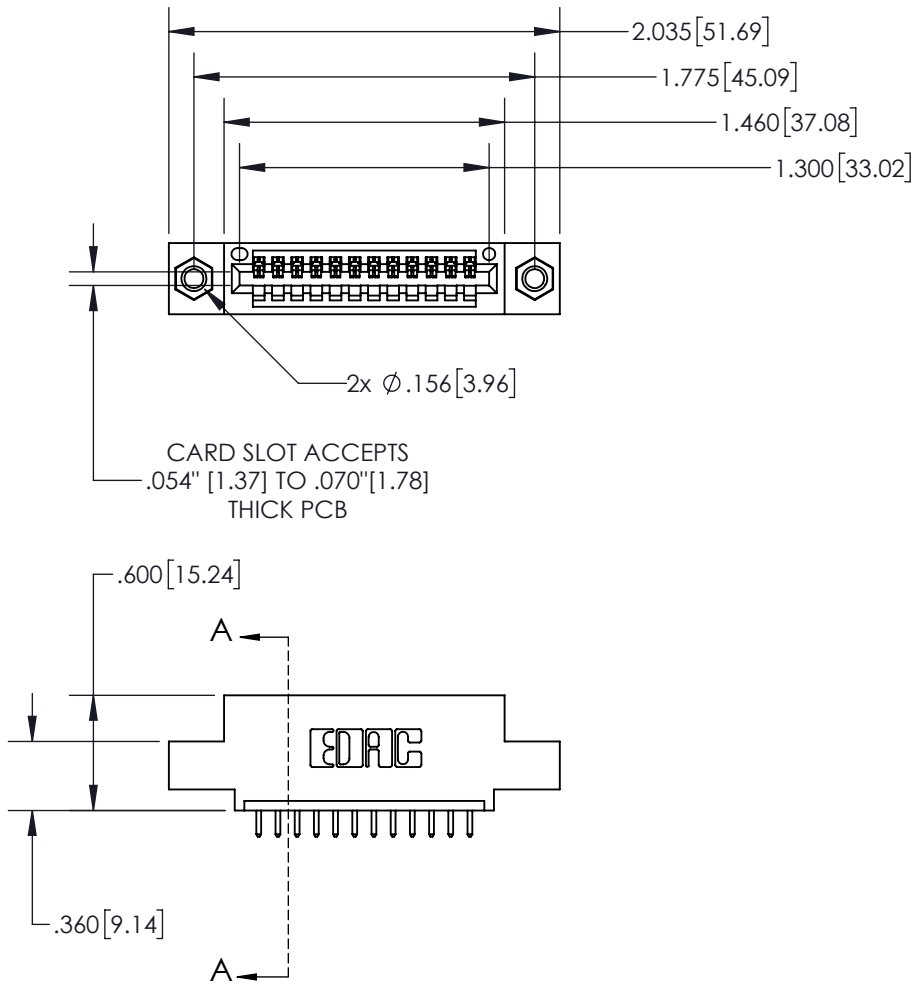 2.035[51.69]
1.775[45.09]
1.460[37.08]
1.300[33.02]
2x Ø.156[3.96]
CARD SLOT ACCEPTS
.054" [1.37] TO .070"[1.78]
THICK PCB
.600[15.24]
A
EDAC
.360[9.14]
A